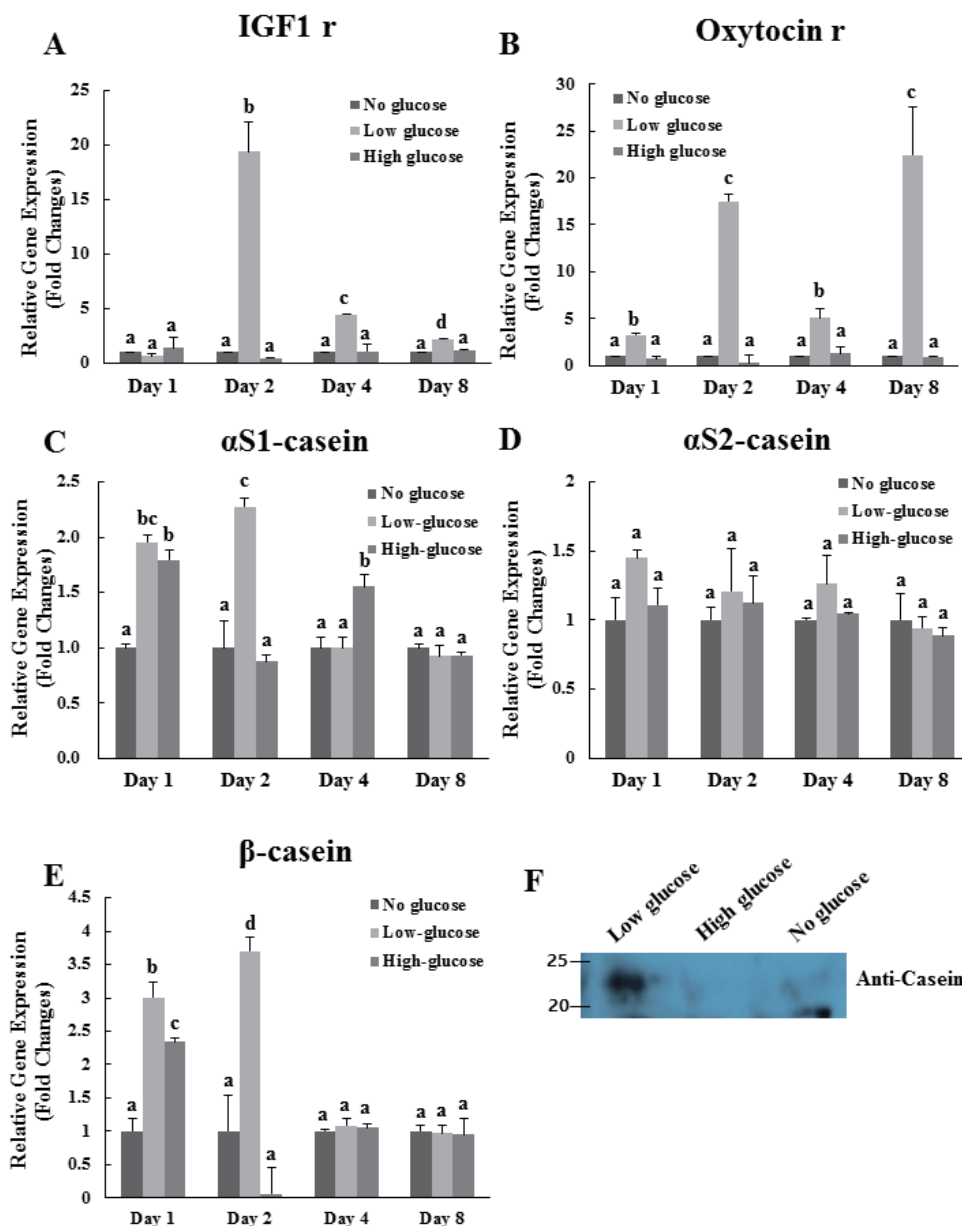 A
IGF1 r
Relative Gene Expression
(Fold Changes)
25
20
15
10
5
0
No glucose
Low glucose
High glucose
a a a
a b a
a c a
a d a
Day 1 Day 2 Day 4 Day 8
B
Oxytocin r
Relative Gene Expression
(Fold Changes)
30
25
20
15
10
5
0
No glucose
Low glucose
High glucose
a b a
a c a
a b a
a c a
Day 1 Day 2 Day 4 Day 8
C
αS1-casein
Relative Gene Expression
(Fold Changes)
2.5
2.0
1.5
1.0
0.5
0.0
No glucose
Low-glucose
High-glucose
a bc b
a c a
a a b
a a a
Day 1 Day 2 Day 4 Day 8
D
αS2-casein
Relative Gene Expression
(Fold Changes)
2
1.5
1
0.5
0
No glucose
Low-glucose
High-glucose
a a a
a a a
a a a
a a a
Day 1 Day 2 Day 4 Day 8
E
β-casein
Relative Gene Expression
(Fold Changes)
4.5
4
3.5
3
2.5
2
1.5
1
0.5
0
No glucose
Low-glucose
High-glucose
a b c
a d a
a a a
a a a
Day 1 Day 2 Day 4 Day 8
F
Low glucose
High glucose
No glucose
25
20
Anti-Casein